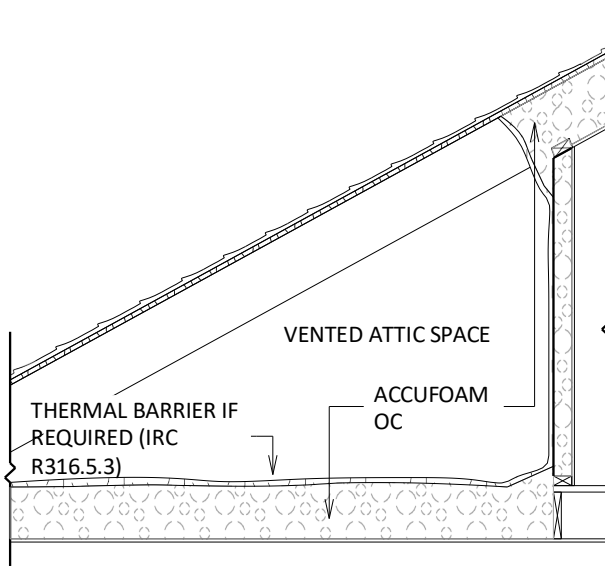 VENTED ATTIC SPACE
ACCUFOAM
OC
THERMAL BARRIER IF
REQUIRED (IRC
R316.5.3)